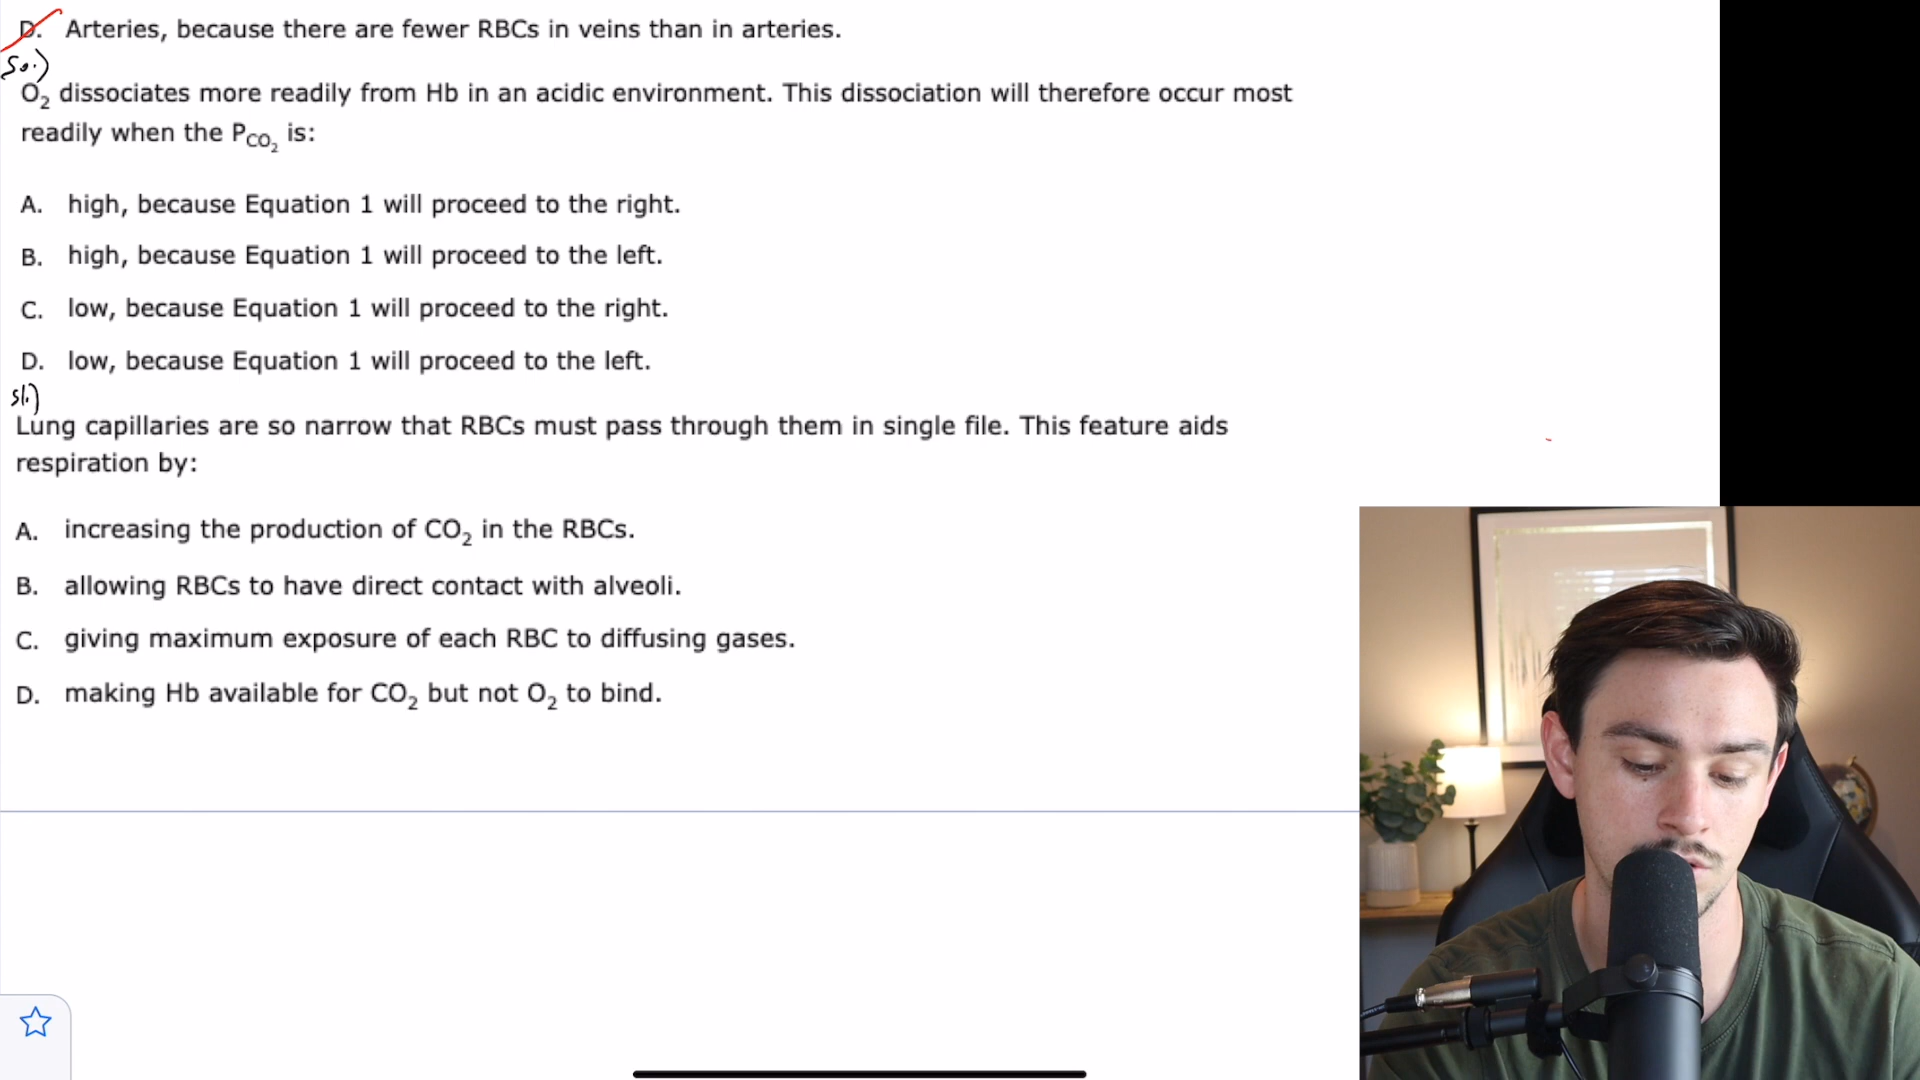 D. Arteries, because there are fewer RBCs in veins than in arteries.
50.)
O₂ dissociates more readily from Hb in an acidic environment. This dissociation will therefore occur most
readily when the P_CO₂ is:
A. high, because Equation 1 will proceed to the right.
B. high, because Equation 1 will proceed to the left.
C. low, because Equation 1 will proceed to the right.
D. low, because Equation 1 will proceed to the left.
51.)
Lung capillaries are so narrow that RBCs must pass through them in single file. This feature aids
respiration by:
A. increasing the production of CO₂ in the RBCs.
B. allowing RBCs to have direct contact with alveoli.
C. giving maximum exposure of each RBC to diffusing gases.
D. making Hb available for CO₂ but not O₂ to bind.